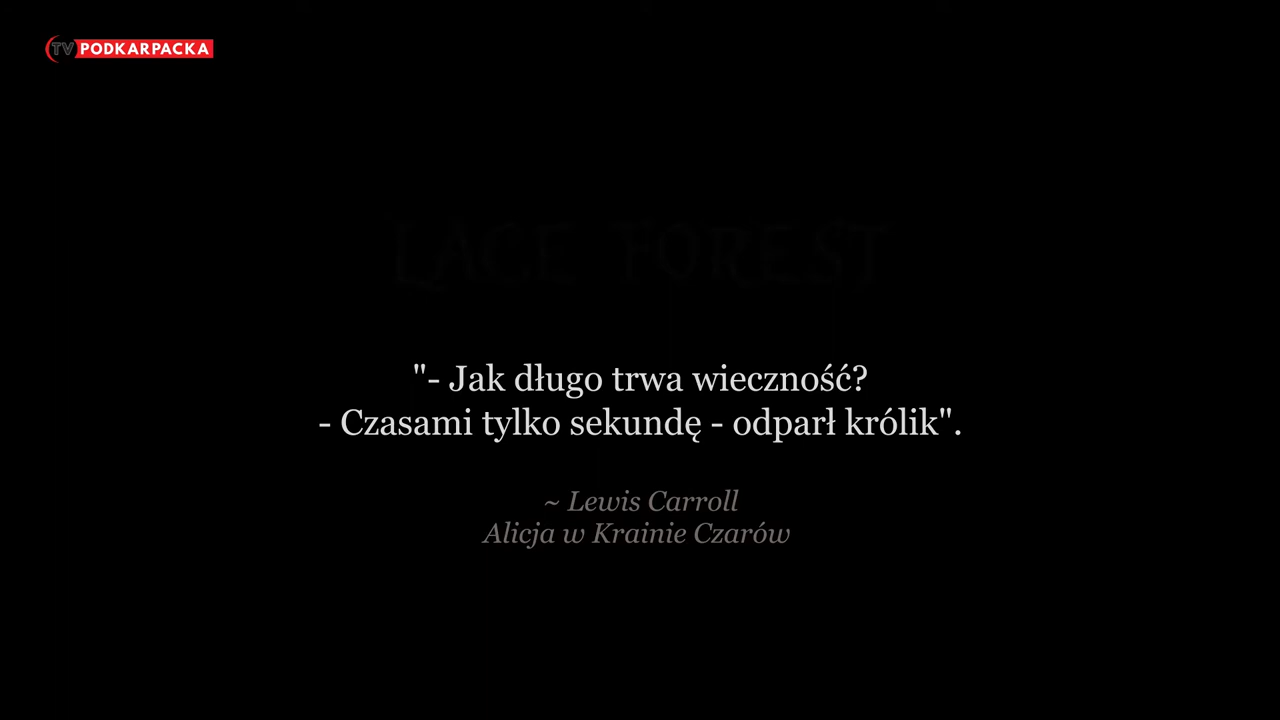 TV PODKARPACKA
LACE FOREST
"- Jak długo trwa wieczność?
- Czasami tylko sekundę - odparł królik".
~ Lewis Carroll
Alicja w Krainie Czarów